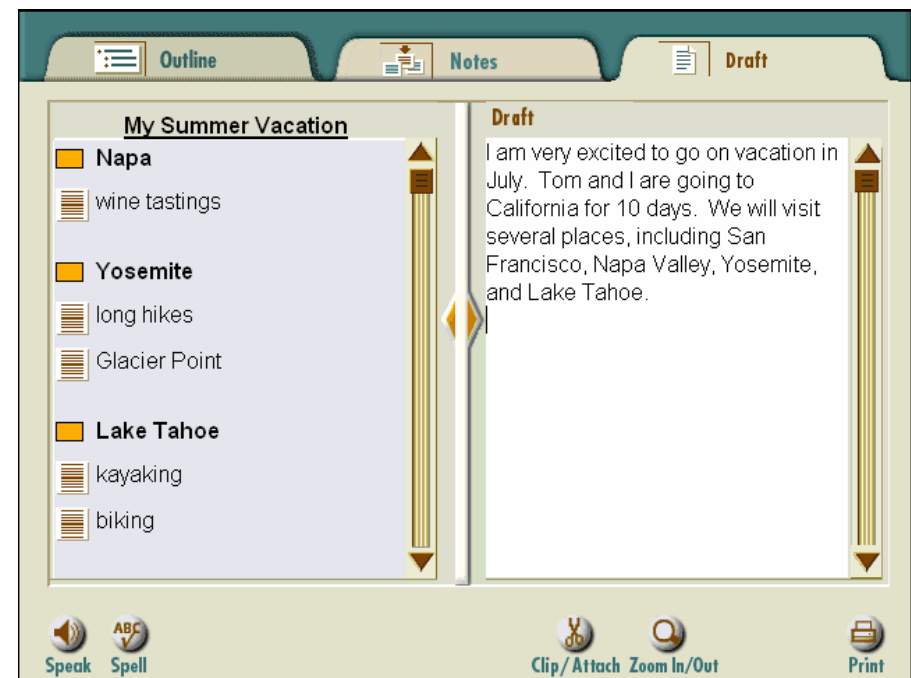 Outline
Notes
Draft
My Summer Vacation
Napa
wine tastings
Yosemite
long hikes
Glacier Point
Lake Tahoe
kayaking
biking
Draft
I am very excited to go on vacation in
July. Tom and I are going to
California for 10 days. We will visit
several places, including San
Francisco, Napa Valley, Yosemite,
and Lake Tahoe.
ABC
Speak
Spell
Clip/Attach
Zoom In/Out
Print